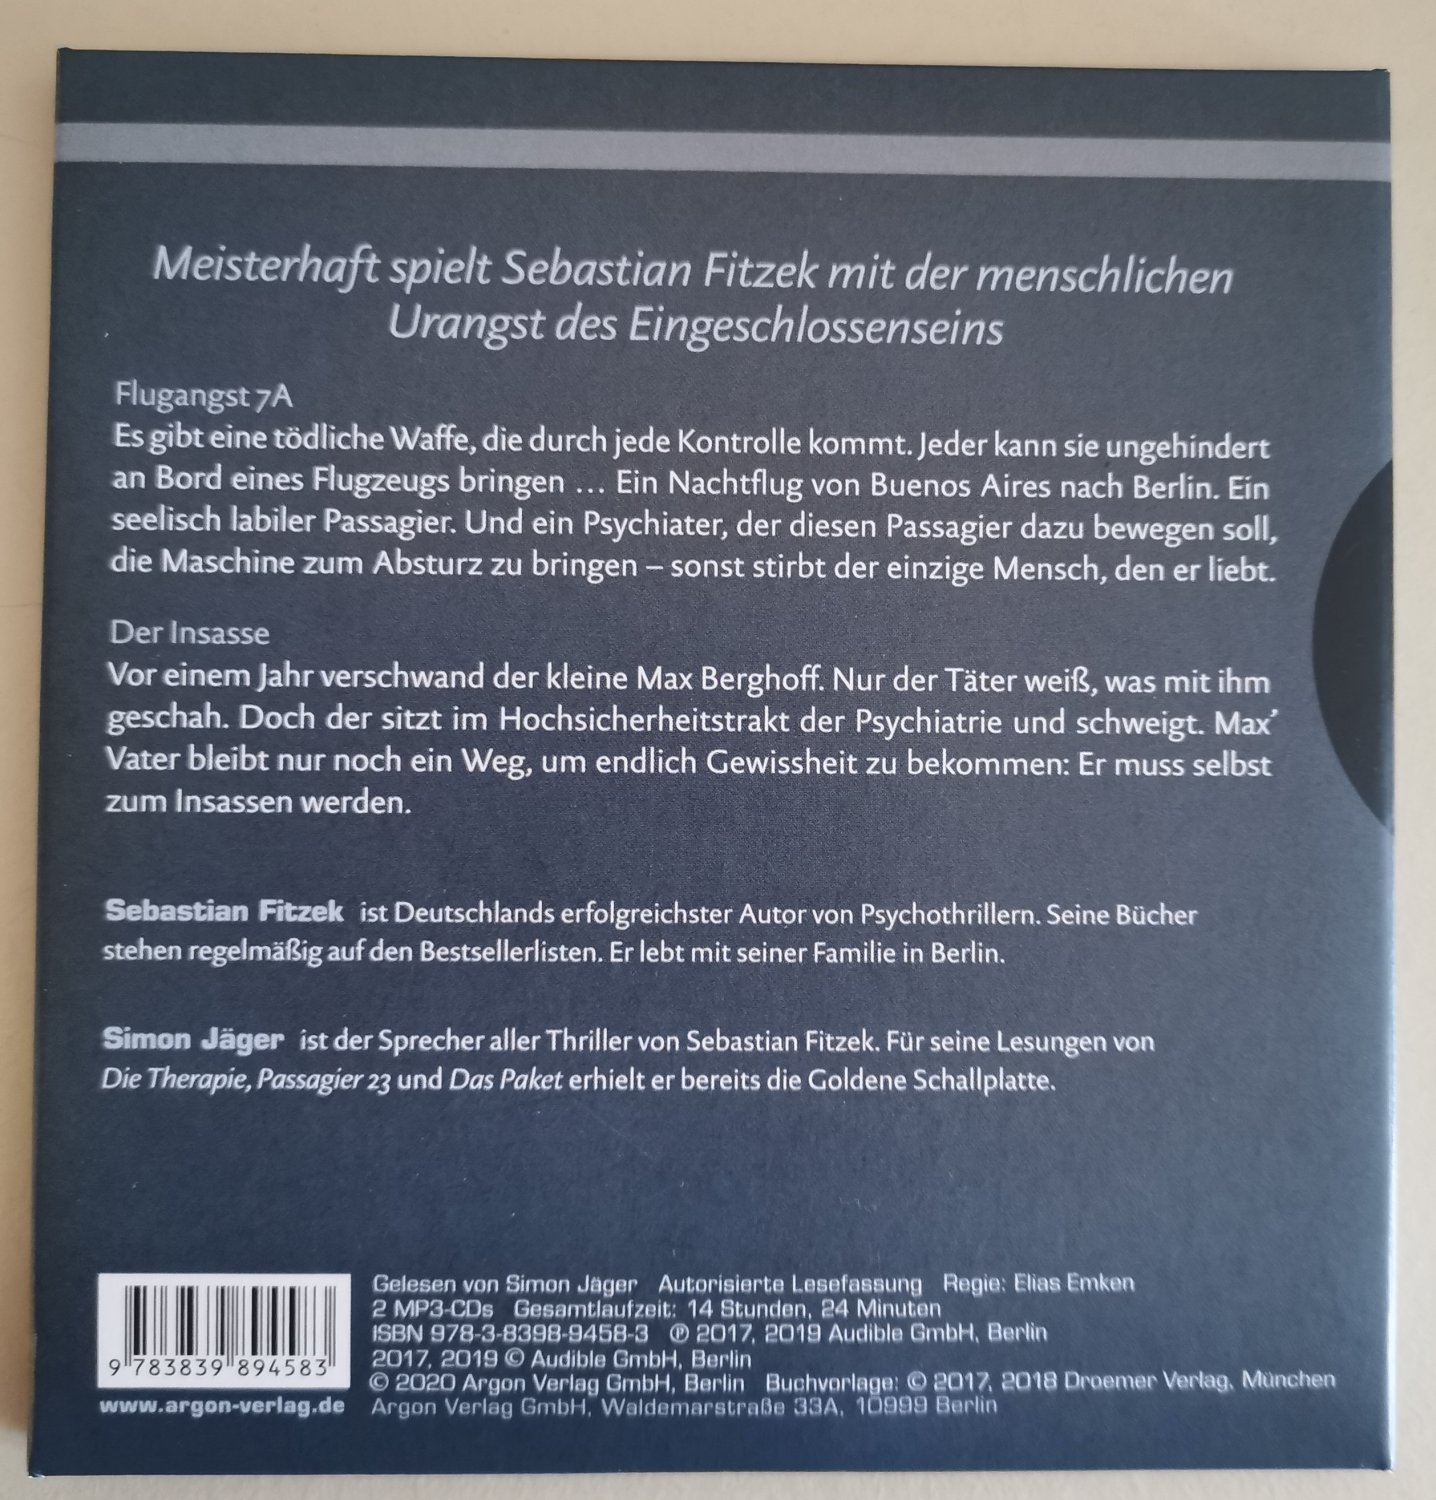 Meisterhaft spielt Sebastian Fitzek mit der menschlichen
Urangst des Eingeschlossenseins
Flugangst 7A
Es gibt eine tödliche Waffe, die durch jede Kontrolle kommt. Jeder kann sie ungehindert
an Bord eines Flugzeugs bringen … Ein Nachtflug von Buenos Aires nach Berlin. Ein
seelisch labiler Passagier. Und ein Psychiater, der diesen Passagier dazu bewegen soll,
die Maschine zum Absturz zu bringen – sonst stirbt der einzige Mensch, den er liebt.
Der Insasse
Vor einem Jahr verschwand der kleine Max Berghoff. Nur der Täter weiß, was mit ihm
geschah. Doch der sitzt im Hochsicherheitstrakt der Psychiatrie und schweigt. Max’
Vater bleibt nur noch ein Weg, um endlich Gewissheit zu bekommen: Er muss selbst
zum Insassen werden.
Sebastian Fitzek ist Deutschlands erfolgreichster Autor von Psychothrillern. Seine Bücher
stehen regelmäßig auf den Bestsellerlisten. Er lebt mit seiner Familie in Berlin.
Simon Jäger ist der Sprecher aller Thriller von Sebastian Fitzek. Für seine Lesungen von
Die Therapie, Passagier 23 und Das Paket erhielt er bereits die Goldene Schallplatte.
Gelesen von Simon Jäger Autorisierte Lesefassung Regie: Elias Emken
2 MP3-CDs Gesamtlaufzeit: 14 Stunden, 24 Minuten
ISBN 978-3-8398-9458-3 ℗ 2017, 2019 Audible GmbH, Berlin
2017, 2019 © Audible GmbH, Berlin
© 2020 Argon Verlag GmbH, Berlin Buchvorlage: © 2017, 2018 Droemer Verlag, München
Argon Verlag GmbH, Waldemarstraße 33A, 10999 Berlin
9 783839 894583
www.argon-verlag.de